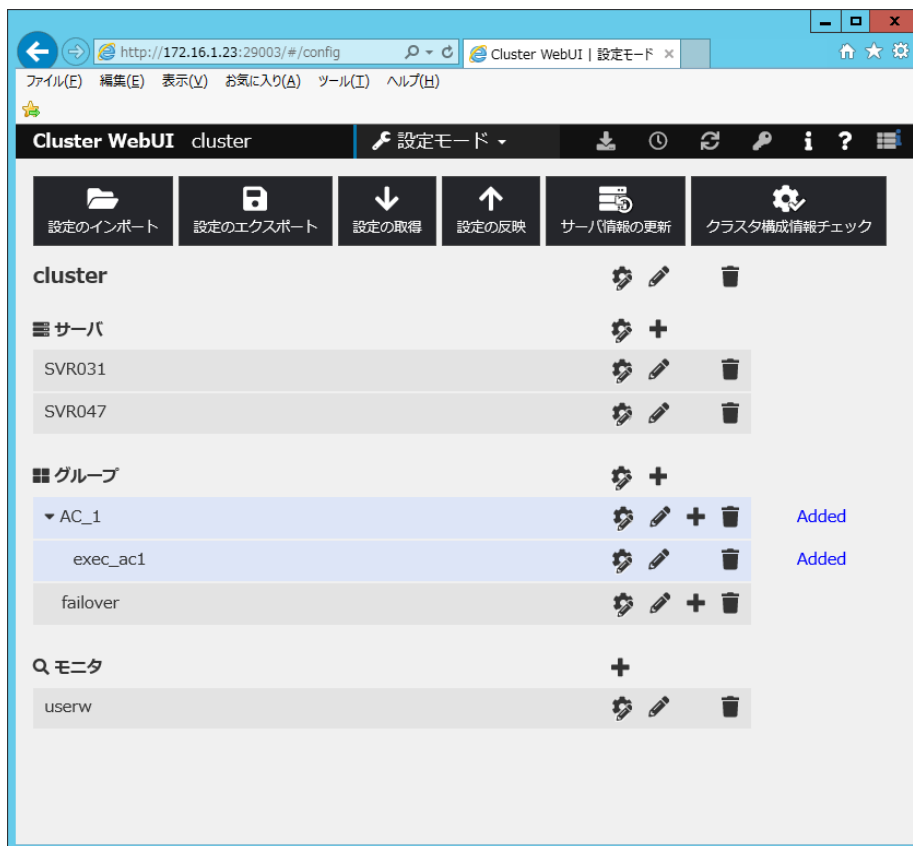 http://172.16.1.23:29003/#/config
Cluster WebUI | 設定モード
ファイル(F) 編集(E) 表示(V) お気に入り(A) ツール(T) ヘルプ(H)
Cluster WebUI cluster 設定モード
設定のインポート 設定のエクスポート 設定の取得 設定の反映 サーバ情報の更新 クラスタ構成情報チェック
cluster
サーバ
SVR031
SVR047
グループ
AC_1 Added
exec_ac1 Added
failover
モニタ
userw